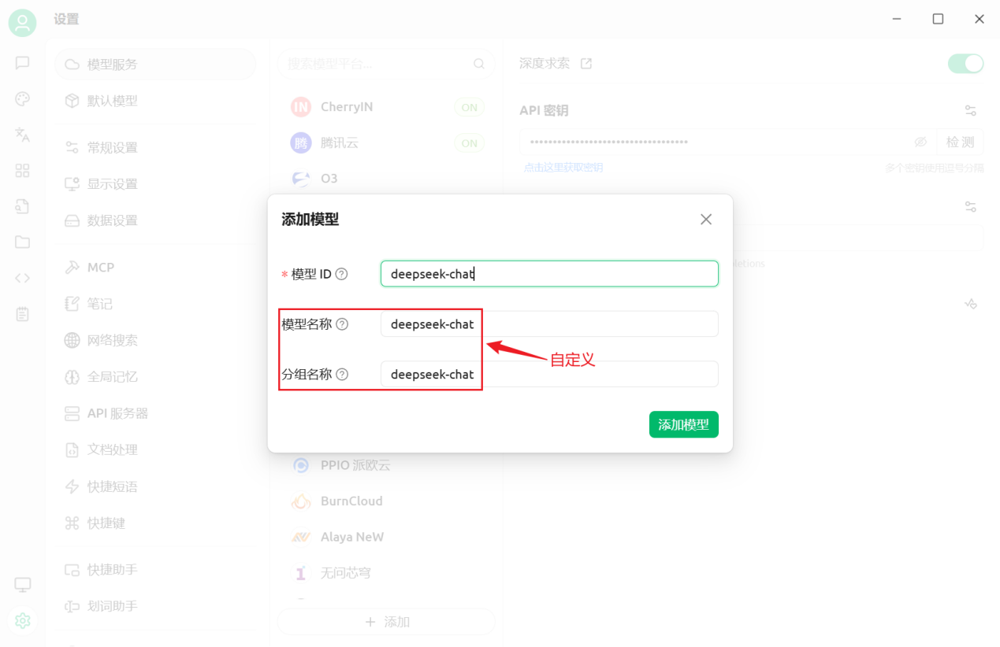 设置
模型服务
默认模型
常规设置
显示设置
数据设置
MCP
笔记
网络搜索
全局记忆
API 服务器
文档处理
快捷短语
快捷键
快捷助手
划词助手
搜索模型平台...
IN CherryIN ON
腾 腾讯云 ON
O3
PPIO 派欧云
BurnCloud
Alaya NeW
无问芯穹
添加
深度求索
API 密钥
••••••••••••••••••••••••••••••••••• 检 测
点击这里获取密钥 多个密钥使用逗号分隔
letions
添加模型
* 模型 ID deepseek-chat
模型名称 deepseek-chat
自定义
分组名称 deepseek-chat
添加模型